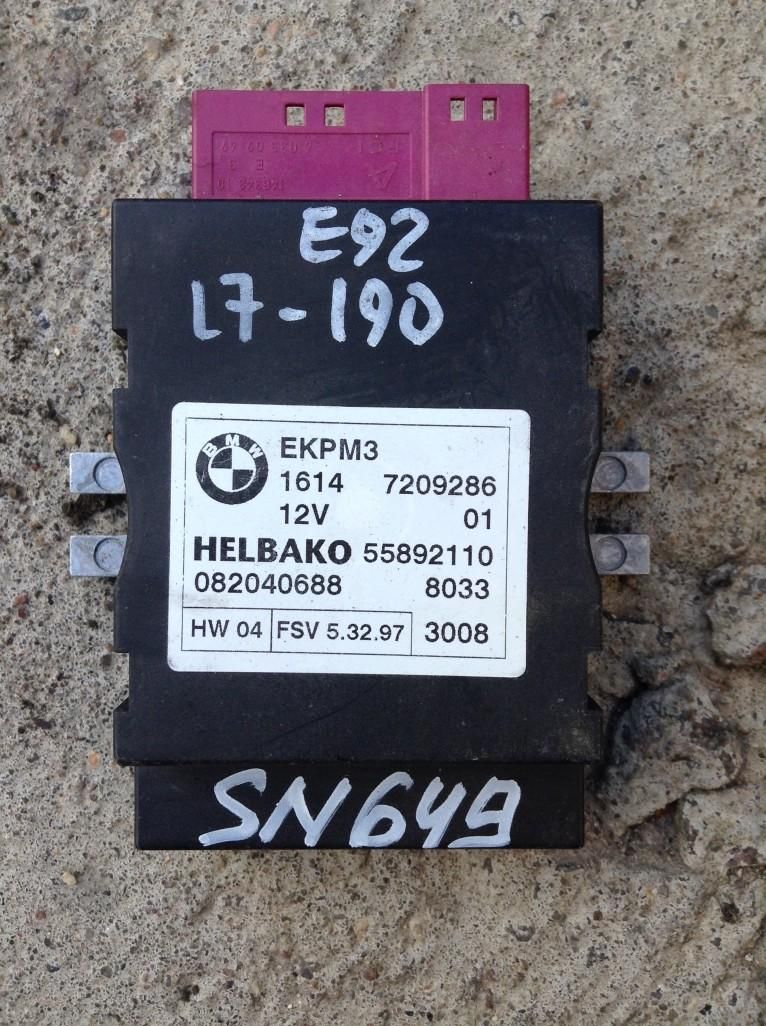 E92
L7-190
BMW
EKPM3
1614 7209286
12V 01
HELBAKO 55892110
082040688 8033
HW 04 FSV 5.32.97 3008
SN649